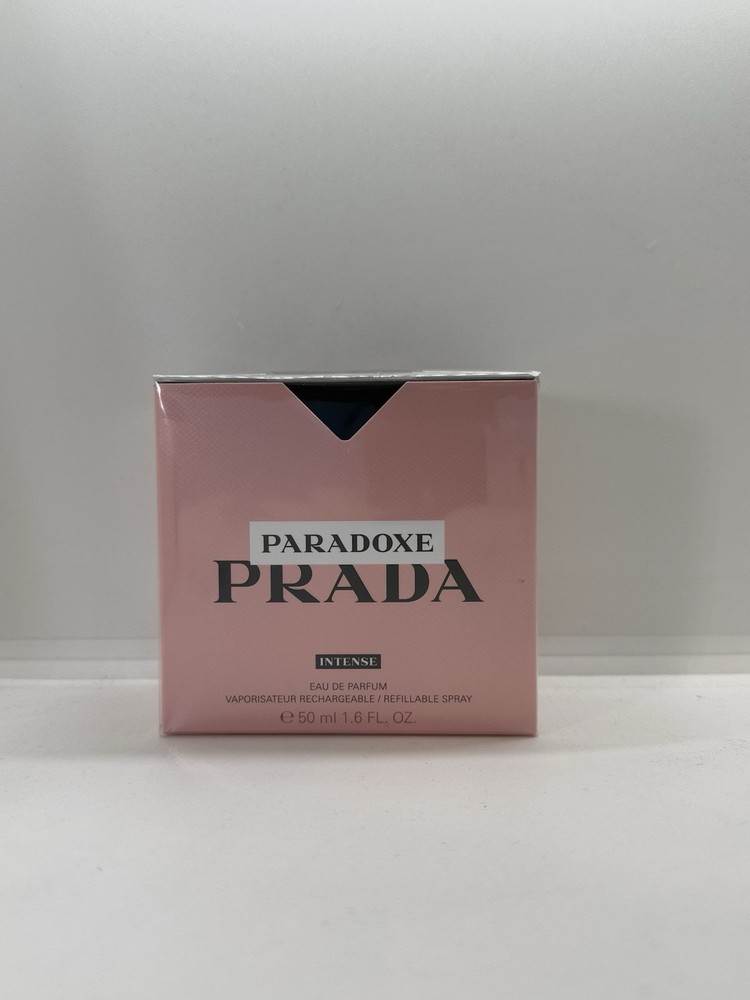 PARADOXE
PRADA
INTENSE
EAU DE PARFUM
VAPORISATEUR RECHARGEABLE / REFILLABLE SPRAY
℮ 50 ml 1.6 FL. OZ.